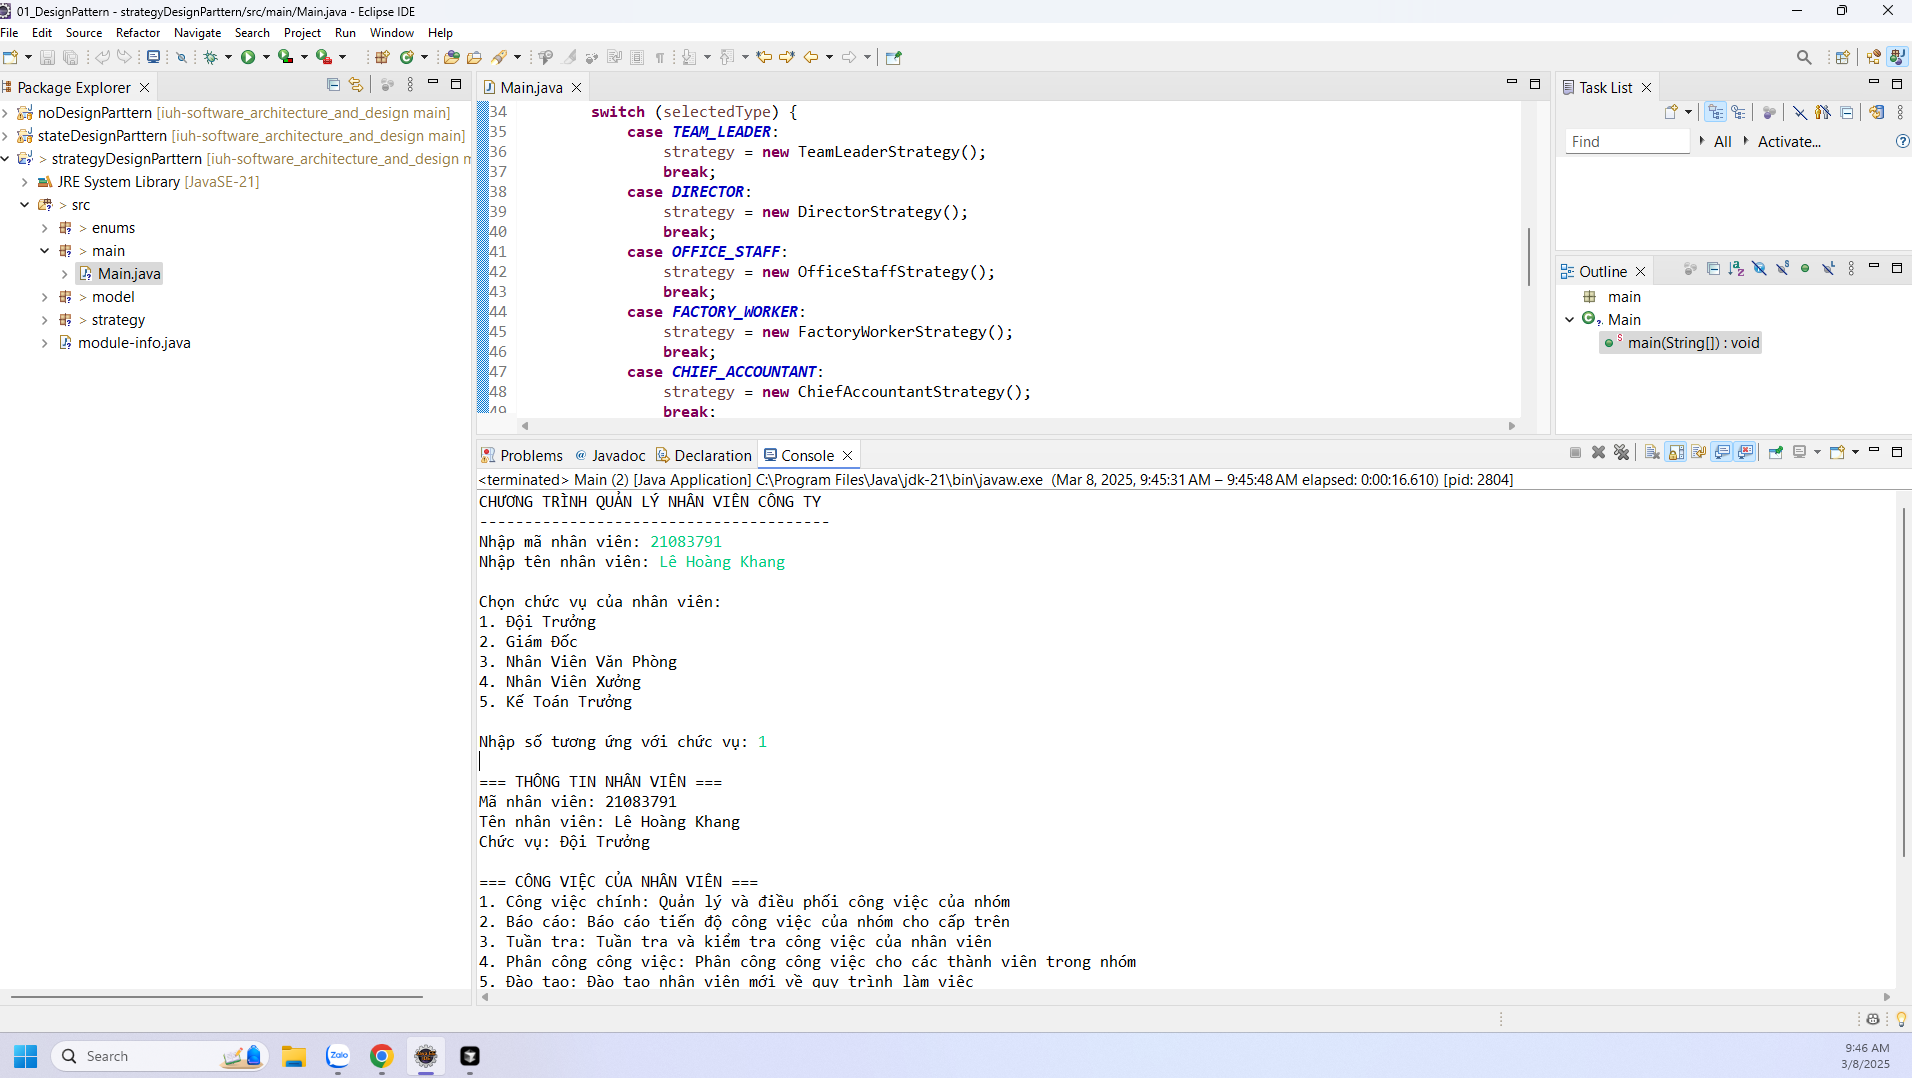 01_DesignPattern - strategyDesignParttern/src/main/Main.java - Eclipse IDE
File Edit Source Refactor Navigate Search Project Run Window Help
Package Explorer
noDesignParttern [iuh-software_architecture_and_design main]
stateDesignParttern [iuh-software_architecture_and_design main]
> strategyDesignParttern [iuh-software_architecture_and_design m
JRE System Library [JavaSE-21]
> src
> enums
> main
Main.java
> model
> strategy
module-info.java
Main.java
34 switch (selectedType) {
35 case TEAM_LEADER:
36 strategy = new TeamLeaderStrategy();
37 break;
38 case DIRECTOR:
39 strategy = new DirectorStrategy();
40 break;
41 case OFFICE_STAFF:
42 strategy = new OfficeStaffStrategy();
43 break;
44 case FACTORY_WORKER:
45 strategy = new FactoryWorkerStrategy();
46 break;
47 case CHIEF_ACCOUNTANT:
48 strategy = new ChiefAccountantStrategy();
49 break;
Task List
Find All Activate...
Outline
main
Main
main(String[]) : void
Problems Javadoc Declaration Console
<terminated> Main (2) [Java Application] C:\Program Files\Java\jdk-21\bin\javaw.exe (Mar 8, 2025, 9:45:31 AM – 9:45:48 AM elapsed: 0:00:16.610) [pid: 2804]
CHƯƠNG TRÌNH QUẢN LÝ NHÂN VIÊN CÔNG TY
---------------------------------------
Nhập mã nhân viên: 21083791
Nhập tên nhân viên: Lê Hoàng Khang
Chọn chức vụ của nhân viên:
1. Đội Trưởng
2. Giám Đốc
3. Nhân Viên Văn Phòng
4. Nhân Viên Xưởng
5. Kế Toán Trưởng
Nhập số tương ứng với chức vụ: 1
=== THÔNG TIN NHÂN VIÊN ===
Mã nhân viên: 21083791
Tên nhân viên: Lê Hoàng Khang
Chức vụ: Đội Trưởng
=== CÔNG VIỆC CỦA NHÂN VIÊN ===
1. Công việc chính: Quản lý và điều phối công việc của nhóm
2. Báo cáo: Báo cáo tiến độ công việc của nhóm cho cấp trên
3. Tuần tra: Tuần tra và kiểm tra công việc của nhân viên
4. Phân công công việc: Phân công công việc cho các thành viên trong nhóm
5. Đào tạo: Đào tạo nhân viên mới về quy trình làm việc
Search
Zalo
9:46 AM
3/8/2025